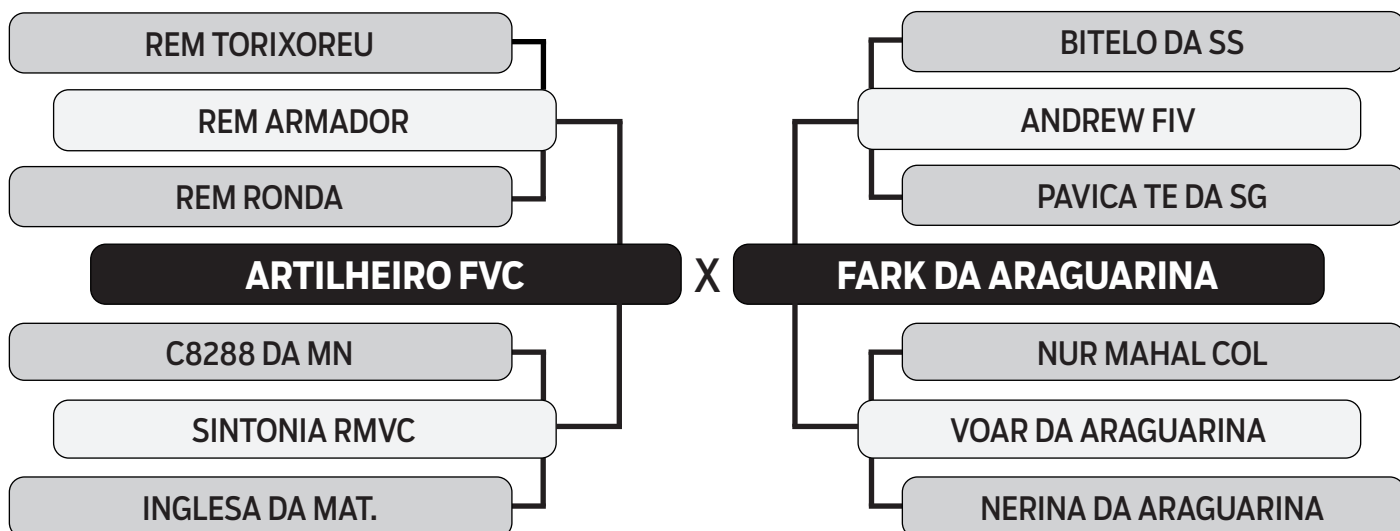 REM TORIXOREU
REM ARMADOR
REM RONDA
ARTILHEIRO FVC
C8288 DA MN
SINTONIA RMVC
INGLESA DA MAT.
X
BITELO DA SS
ANDREW FIV
PAVICA TE DA SG
FARK DA ARAGUARINA
NUR MAHAL COL
VOAR DA ARAGUARINA
NERINA DA ARAGUARINA